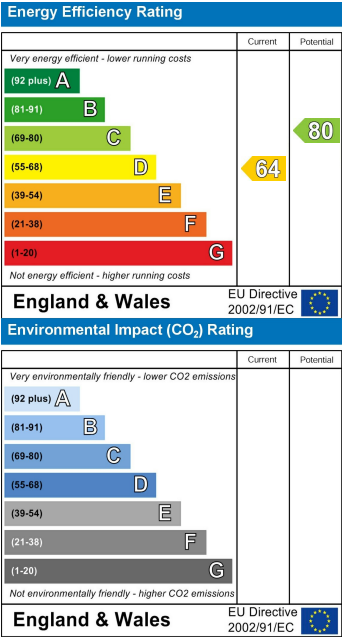 Energy Efficiency Rating
Current Potential
Very energy efficient - lower running costs
(92 plus) A
(81-91) B
(69-80) C
80
(55-68) D
64
(39-54) E
(21-38) F
(1-20) G
Not energy efficient - higher running costs
England & Wales
EU Directive
2002/91/EC
Environmental Impact (CO₂) Rating
Current Potential
Very environmentally friendly - lower CO2 emissions
(92 plus) A
(81-91) B
(69-80) C
(55-68) D
(39-54) E
(21-38) F
(1-20) G
Not environmentally friendly - higher CO2 emissions
England & Wales
EU Directive
2002/91/EC